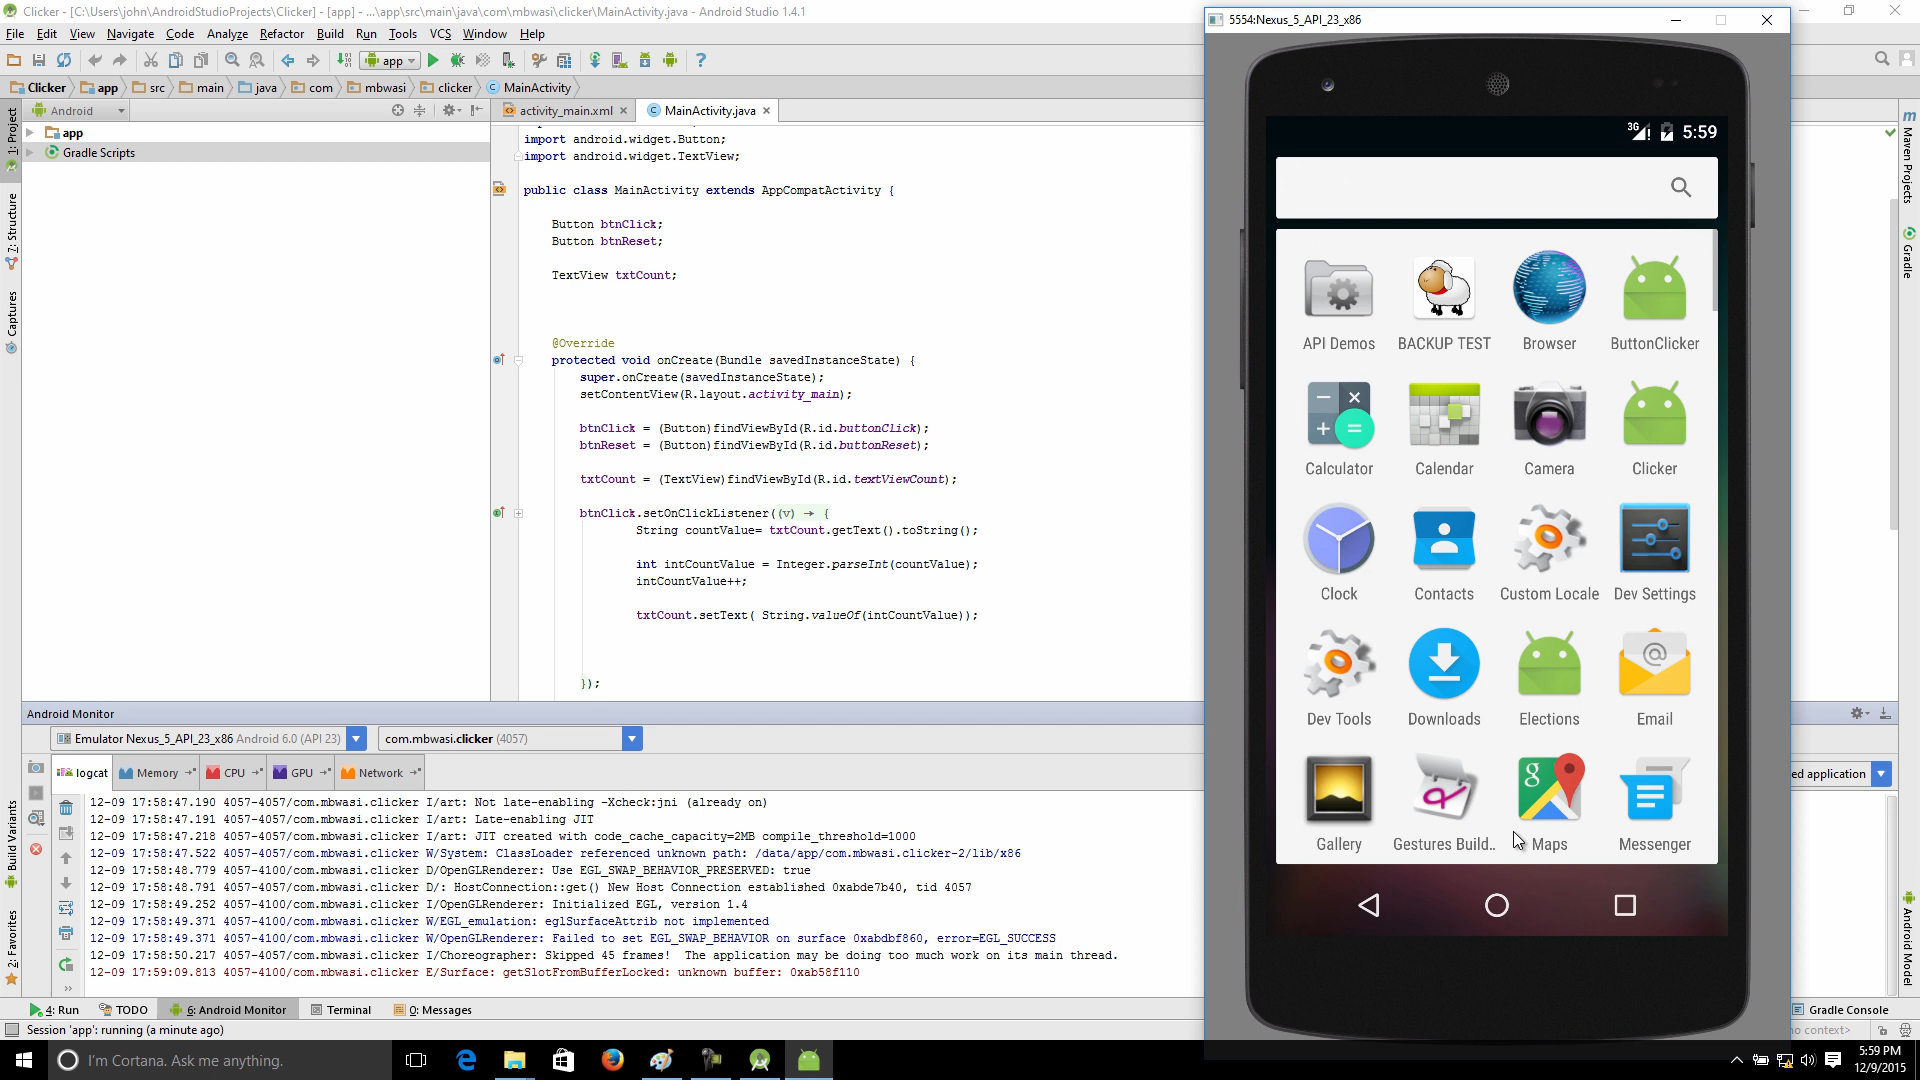 Clicker - [C:\Users\john\AndroidStudioProjects\Clicker] - [app] - ...\app\src\main\java\com\mbwasi\clicker\MainActivity.java - Android Studio 1.4.1
File Edit View Navigate Code Analyze Refactor Build Run Tools VCS Window Help
app
Clicker app src main java com mbwasi clicker MainActivity
Android
activity_main.xml
MainActivity.java
1: Project
7: Structure
Captures
Build Variants
2: Favorites
app
Gradle Scripts
import android.widget.Button;
import android.widget.TextView;
public class MainActivity extends AppCompatActivity {
Button btnClick;
Button btnReset;
TextView txtCount;
@Override
protected void onCreate(Bundle savedInstanceState) {
super.onCreate(savedInstanceState);
setContentView(R.layout.activity_main);
btnClick = (Button)findViewById(R.id.buttonClick);
btnReset = (Button)findViewById(R.id.buttonReset);
txtCount = (TextView)findViewById(R.id.textViewCount);
btnClick.setOnClickListener((v) → {
String countValue= txtCount.getText().toString();
int intCountValue = Integer.parseInt(countValue);
intCountValue++;
txtCount.setText( String.valueOf(intCountValue));
});
5554:Nexus_5_API_23_x86
3G 5:59
API Demos BACKUP TEST Browser ButtonClicker
Calculator Calendar Camera Clicker
Clock Contacts Custom Locale Dev Settings
Dev Tools Downloads Elections Email
Gallery Gestures Build.. Maps Messenger
Maven Projects
Gradle
Android Model
Android Monitor
Emulator Nexus_5_API_23_x86 Android 6.0 (API 23)
com.mbwasi.clicker (4057)
logcat Memory CPU GPU Network
ed application
12-09 17:58:47.190 4057-4057/com.mbwasi.clicker I/art: Not late-enabling -Xcheck:jni (already on)
12-09 17:58:47.191 4057-4057/com.mbwasi.clicker I/art: Late-enabling JIT
12-09 17:58:47.218 4057-4057/com.mbwasi.clicker I/art: JIT created with code_cache_capacity=2MB compile_threshold=1000
12-09 17:58:47.522 4057-4057/com.mbwasi.clicker W/System: ClassLoader referenced unknown path: /data/app/com.mbwasi.clicker-2/lib/x86
12-09 17:58:48.779 4057-4100/com.mbwasi.clicker D/OpenGLRenderer: Use EGL_SWAP_BEHAVIOR_PRESERVED: true
12-09 17:58:48.791 4057-4057/com.mbwasi.clicker D/: HostConnection::get() New Host Connection established 0xabde7b40, tid 4057
12-09 17:58:49.252 4057-4100/com.mbwasi.clicker I/OpenGLRenderer: Initialized EGL, version 1.4
12-09 17:58:49.371 4057-4100/com.mbwasi.clicker W/EGL_emulation: eglSurfaceAttrib not implemented
12-09 17:58:49.371 4057-4100/com.mbwasi.clicker W/OpenGLRenderer: Failed to set EGL_SWAP_BEHAVIOR on surface 0xabdbf860, error=EGL_SUCCESS
12-09 17:58:50.217 4057-4057/com.mbwasi.clicker I/Choreographer: Skipped 45 frames!  The application may be doing too much work on its main thread.
12-09 17:59:09.813 4057-4100/com.mbwasi.clicker E/Surface: getSlotFromBufferLocked: unknown buffer: 0xab58f110
4: Run TODO 6: Android Monitor Terminal 0: Messages
Gradle Console
Session 'app': running (a minute ago)
no context>
I'm Cortana. Ask me anything.
5:59 PM
12/9/2015